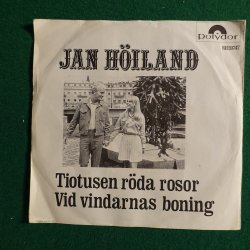 Polydor
JAN HÖILAND
Tiotusen röda rosor
Vid vindarnas boning